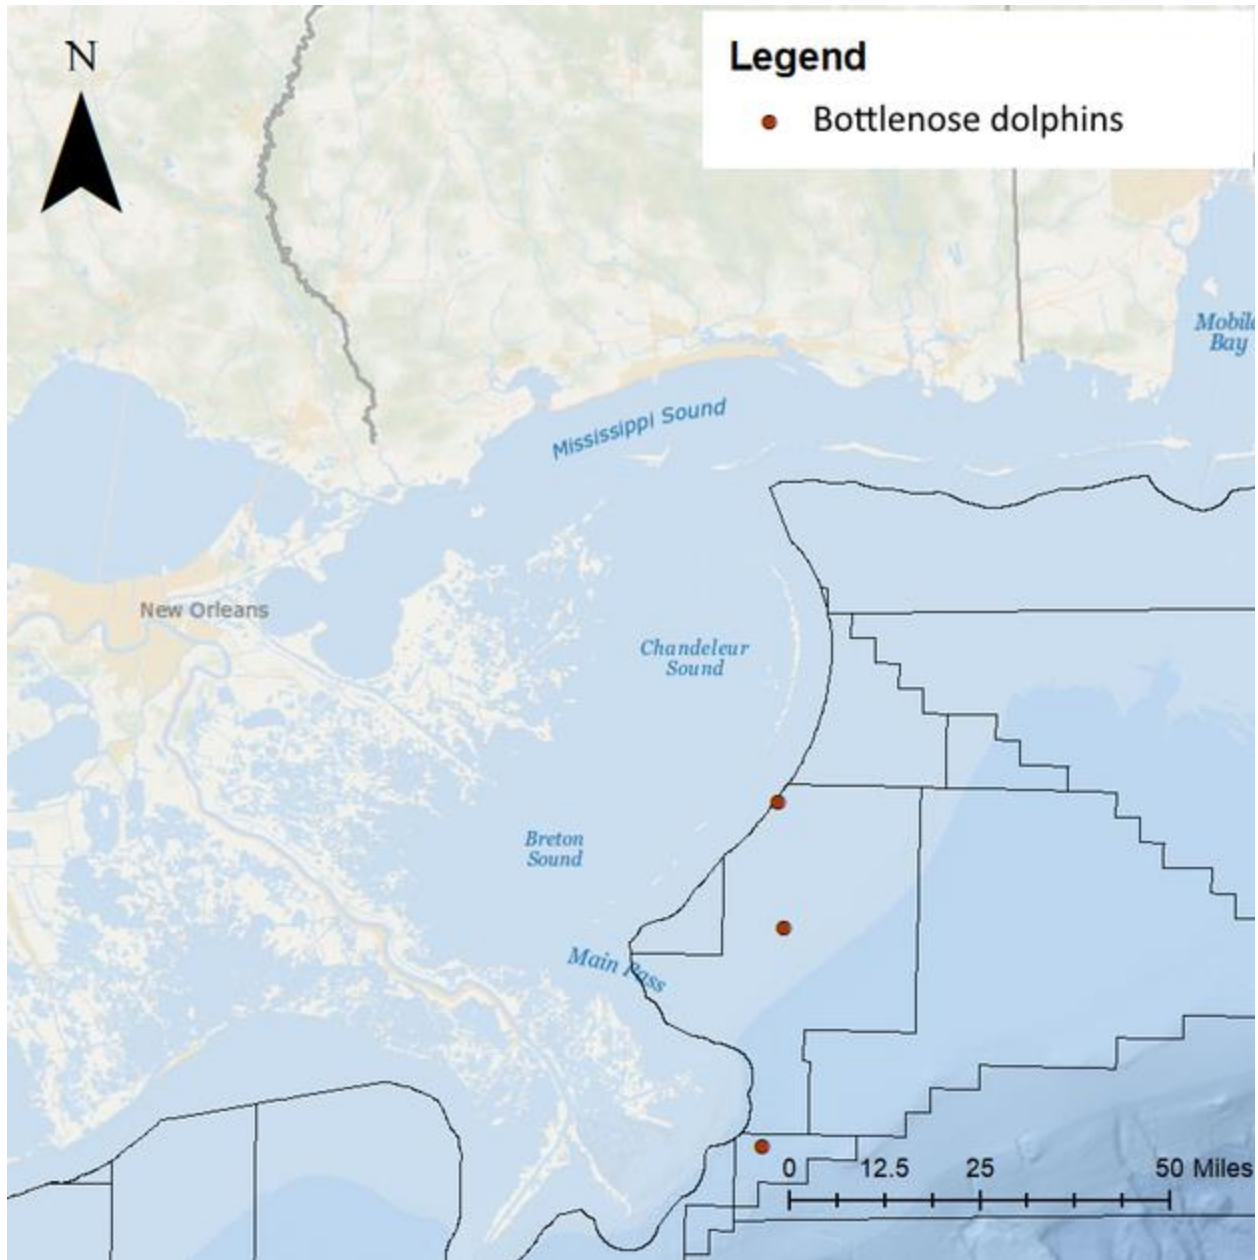 N
Legend
Bottlenose dolphins
Mobile
Bay
Mississippi Sound
New Orleans
Chandeleur
Sound
Breton
Sound
Main Pass
0 12.5 25 50 Miles